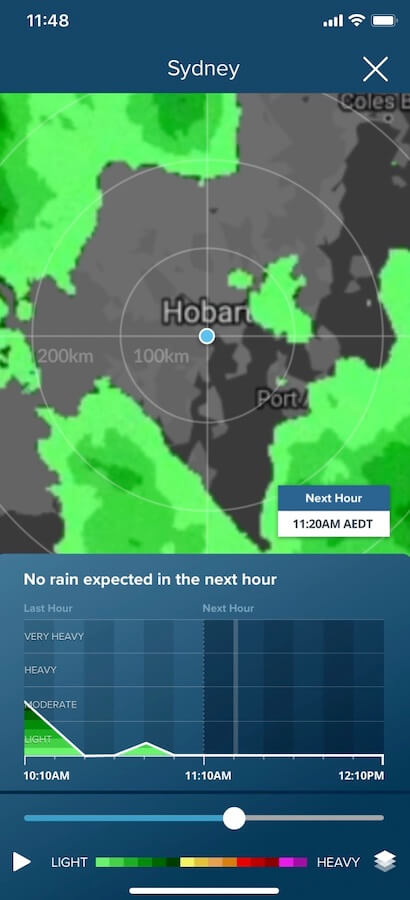 11:48
Sydney
Coles B
Hobart
200km 100km
Port A
Next Hour
11:20AM AEDT
No rain expected in the next hour
Last Hour Next Hour
VERY HEAVY
HEAVY
MODERATE
LIGHT
10:10AM 11:10AM 12:10PM
LIGHT HEAVY